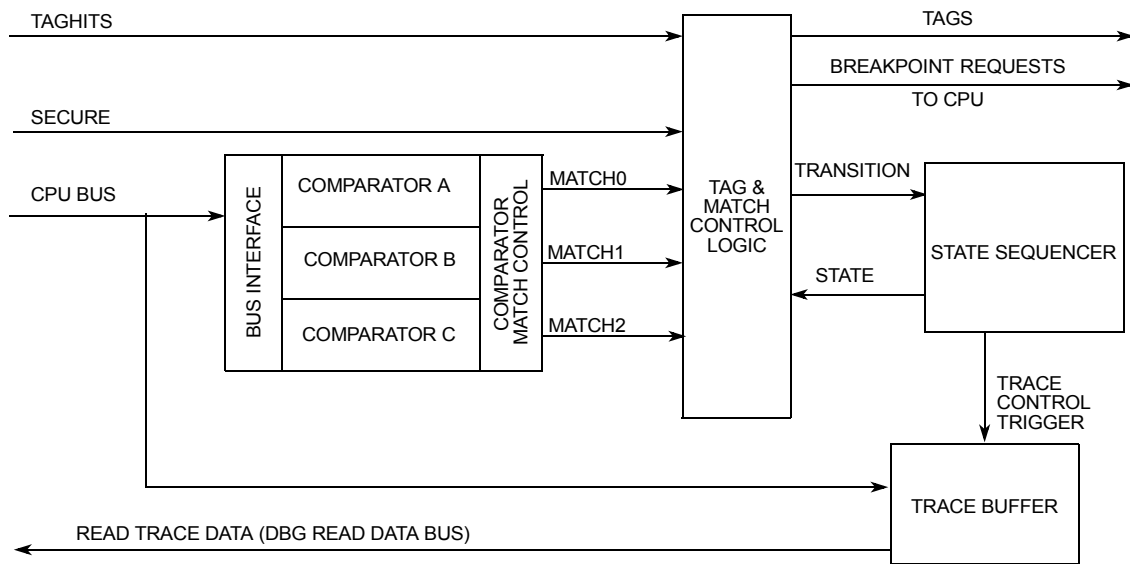 TAGHITS
TAGS
BREAKPOINT REQUESTS
TO CPU
SECURE
CPU BUS
BUS INTERFACE
COMPARATOR A
COMPARATOR B
COMPARATOR C
COMPARATOR
MATCH CONTROL
MATCH0
MATCH1
MATCH2
TAG &
MATCH
CONTROL
LOGIC
TRANSITION
STATE
STATE SEQUENCER
TRACE
CONTROL
TRIGGER
TRACE BUFFER
READ TRACE DATA (DBG READ DATA BUS)